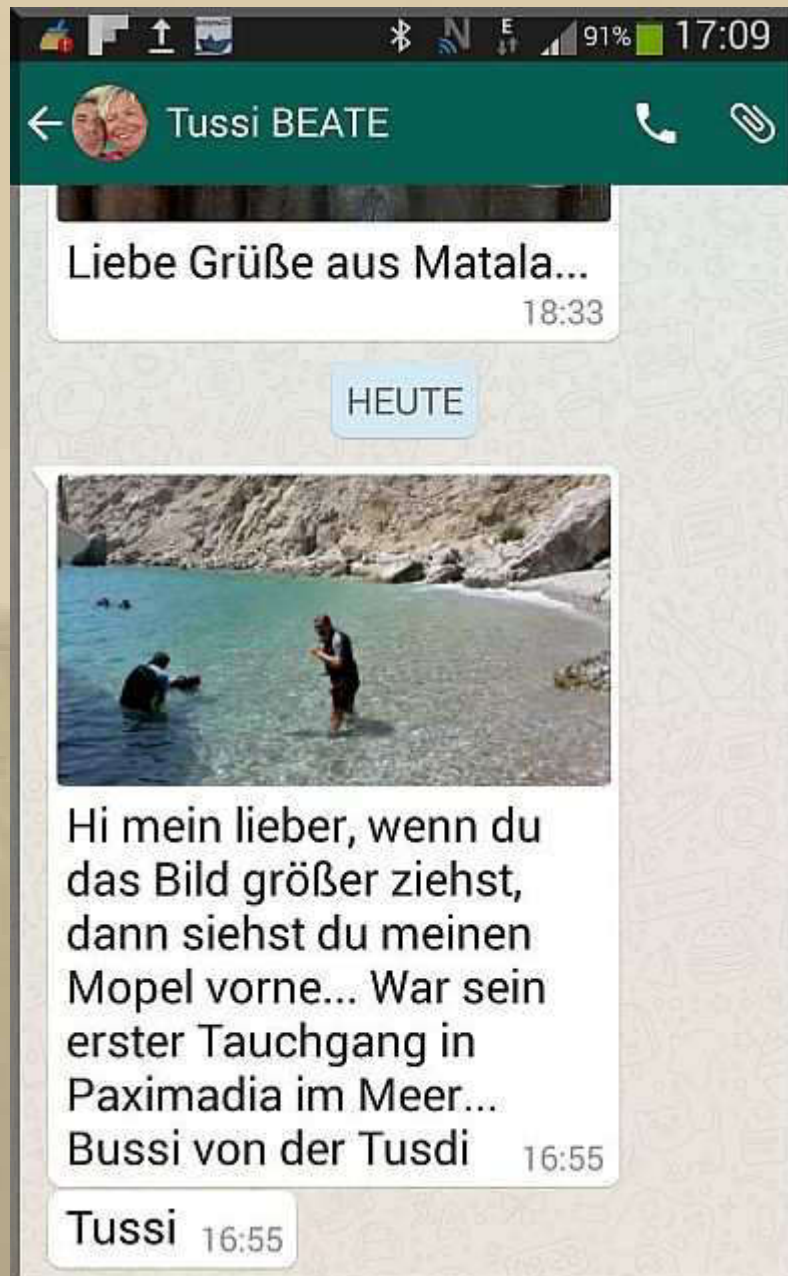 91% 17:09
Tussi BEATE
Liebe Grüße aus Matala...
18:33
HEUTE
Hi mein lieber, wenn du
das Bild größer ziehst,
dann siehst du meinen
Mopel vorne... War sein
erster Tauchgang in
Paximadia im Meer...
Bussi von der Tusdi 16:55
Tussi 16:55